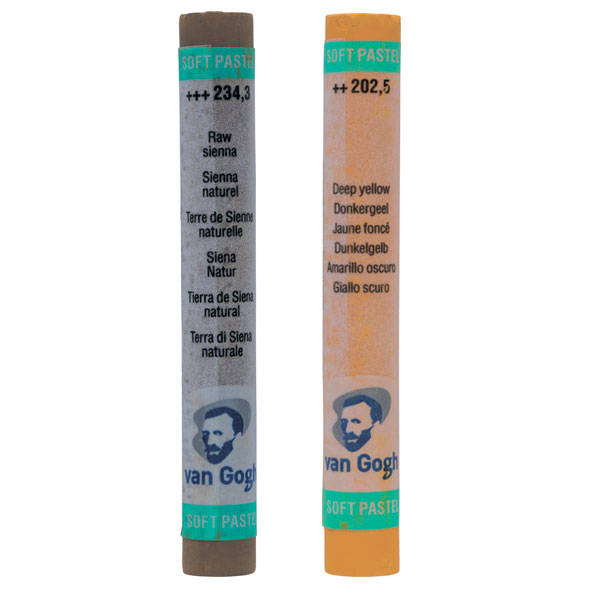 SOFT PASTEL
+++ 234,3
Raw
sienna
Sienna
naturel
Terre de Sienne
naturelle
Siena
Natur
Tierra de Siena
natural
Terra di Siena
naturale
van Gogh
SOFT PASTEL
SOFT PASTEL
++ 202,5
Deep yellow
Donkergeel
Jaune foncé
Dunkelgelb
Amarillo oscuro
Giallo scuro
van Gogh
SOFT PASTEL